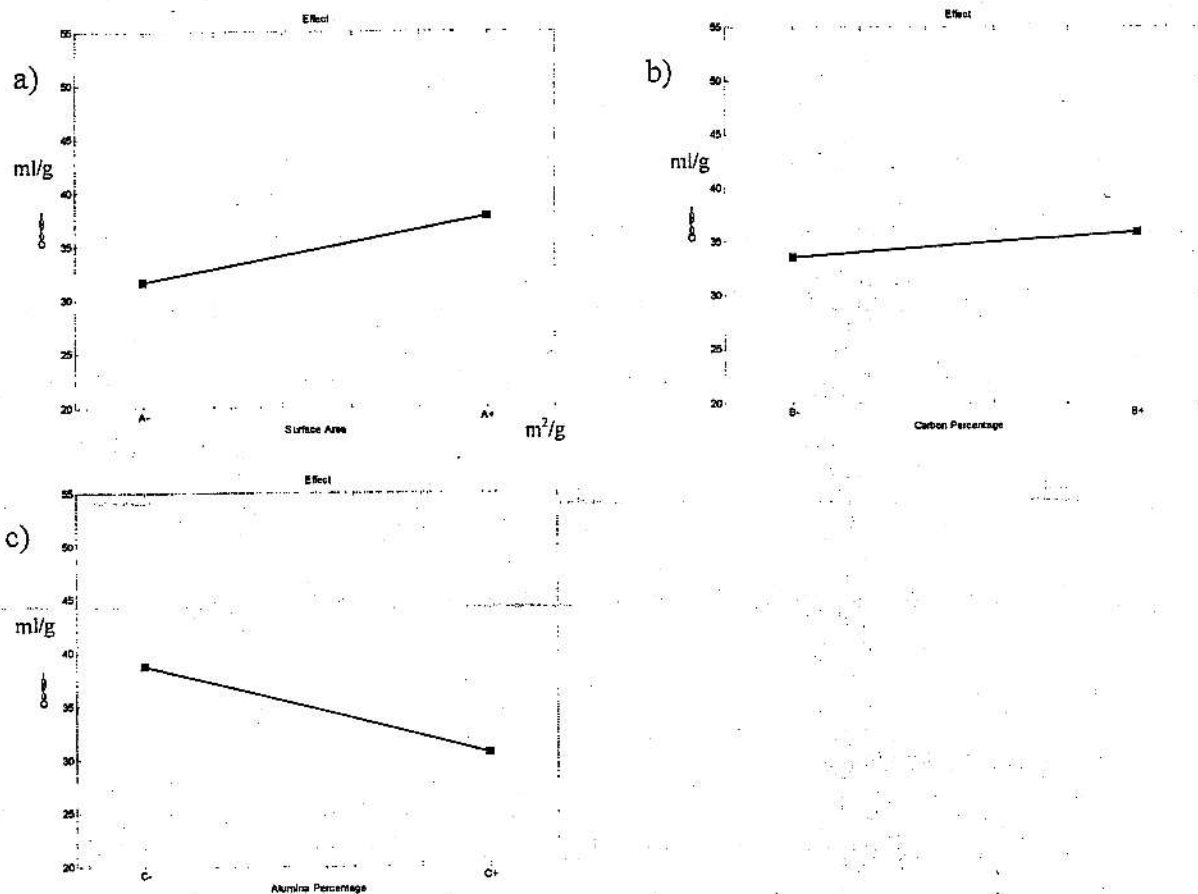 Effect
a)
55
50
45
ml/g
40
35
30
25
20
A-
A+
Surface Area
m²/g
Effect
b)
55
50
45
ml/g
40
35
30
25
20
B-
B+
Carbon Percentage
Effect
c)
55
50
45
ml/g
40
35
30
25
20
C-
C+
Alumina Percentage